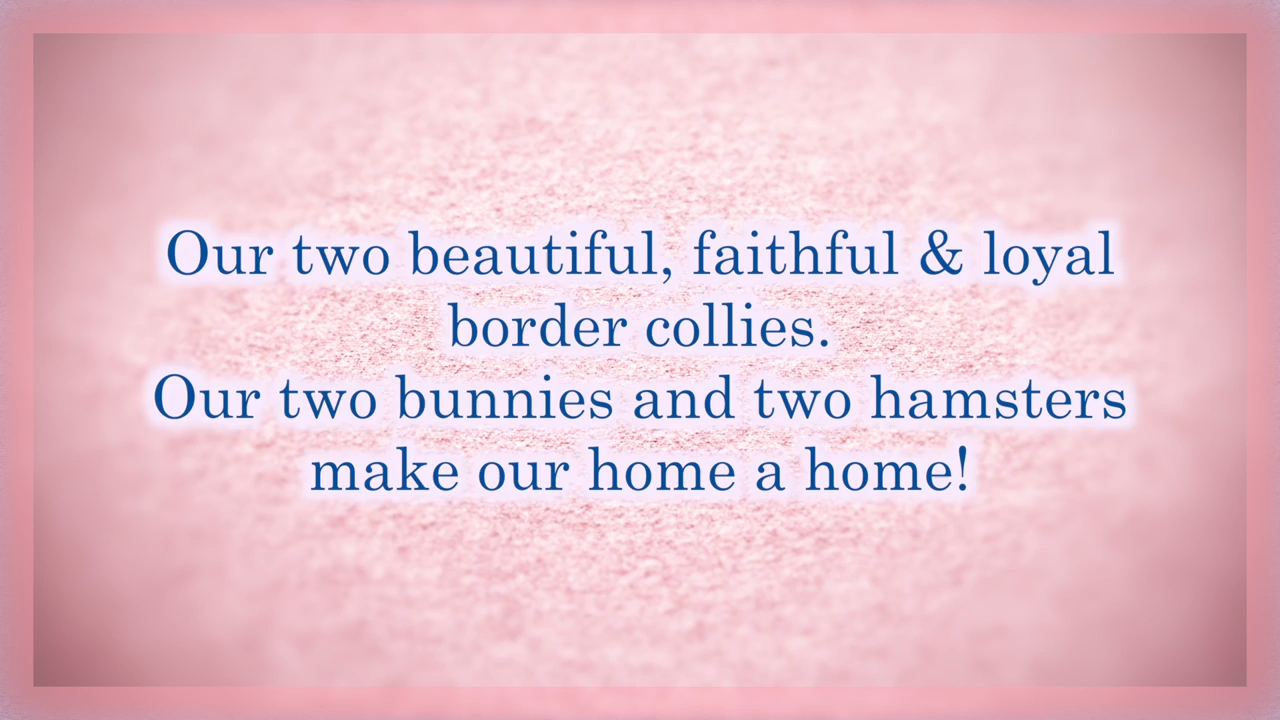 Our two beautiful, faithful & loyal
border collies.
Our two bunnies and two hamsters
make our home a home!